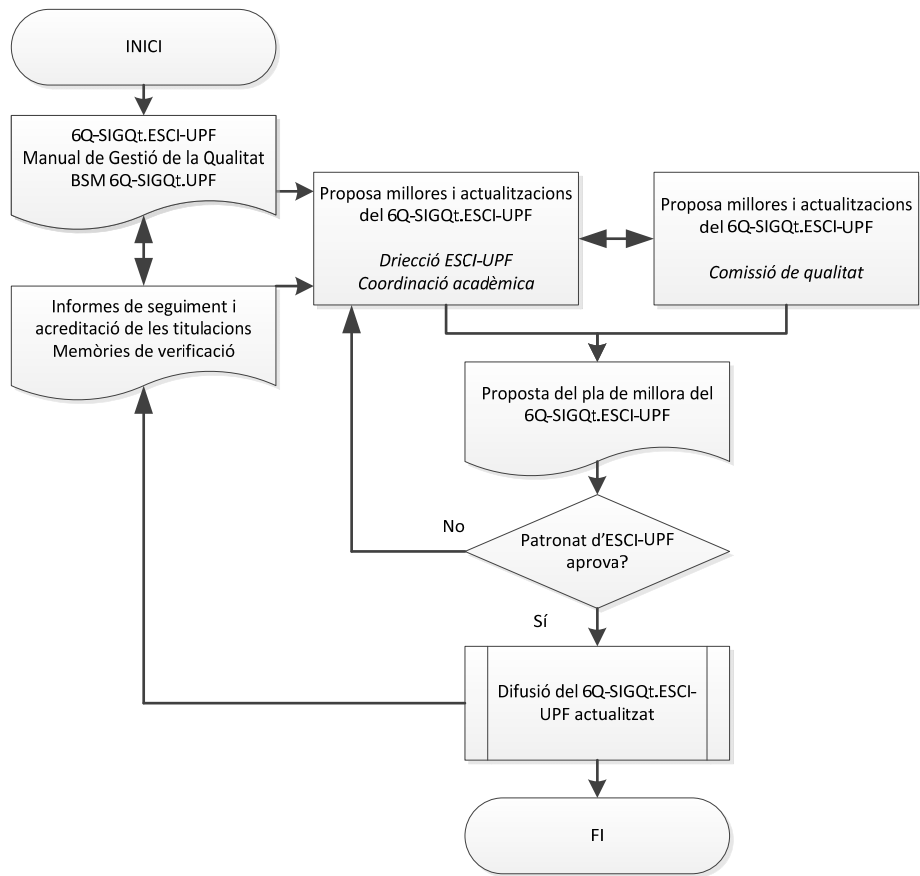 INICI
6Q-SIGQt.ESCI-UPF
Manual de Gestió de la Qualitat
BSM 6Q-SIGQt.UPF
Proposa millores i actualitzacions
del 6Q-SIGQt.ESCI-UPF
Driecció ESCI-UPF
Coordinació acadèmica
Proposa millores i actualitzacions
del 6Q-SIGQt.ESCI-UPF
Comissió de qualitat
Informes de seguiment i
acreditació de les titulacions
Memòries de verificació
Proposta del pla de millora del
6Q-SIGQt.ESCI-UPF
No
Patronat d’ESCI-UPF
aprova?
Sí
Difusió del 6Q-SIGQt.ESCI-
UPF actualitzat
FI